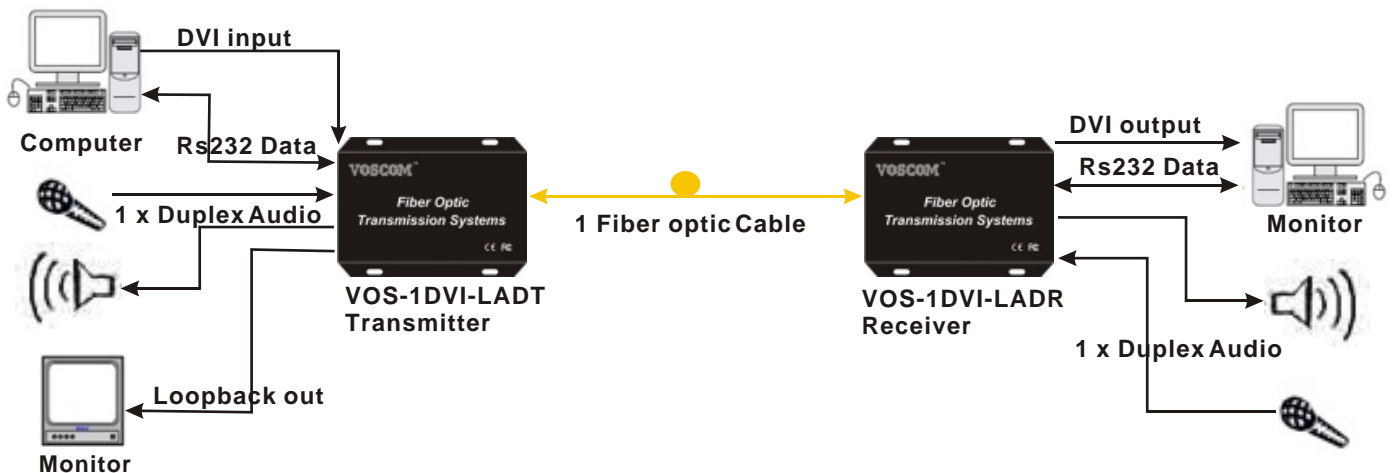 DVI input
Computer
Rs232 Data
1 x Duplex Audio
Loopback out
Monitor
VOSCOM™
Fiber Optic
Transmission Systems
CE FC
VOS-1DVI-LADT
Transmitter
1 Fiber optic Cable
VOSCOM™
Fiber Optic
Transmission Systems
CE FC
VOS-1DVI-LADR
Receiver
DVI output
Rs232 Data
Monitor
1 x Duplex Audio